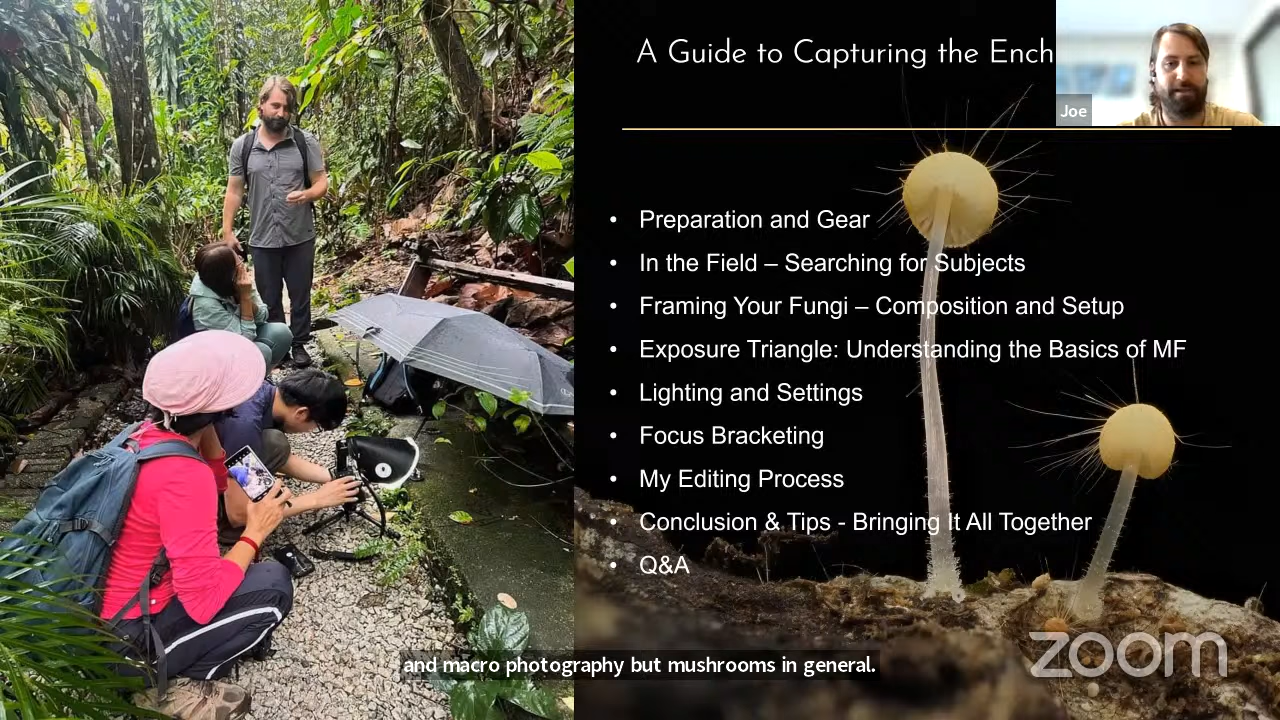 A Guide to Capturing the Ench
Joe
• Preparation and Gear
• In the Field – Searching for Subjects
• Framing Your Fungi – Composition and Setup
• Exposure Triangle: Understanding the Basics of MF
• Lighting and Settings
• Focus Bracketing
• My Editing Process
• Conclusion & Tips - Bringing It All Together
• Q&A
and macro photography but mushrooms in general.
zoom